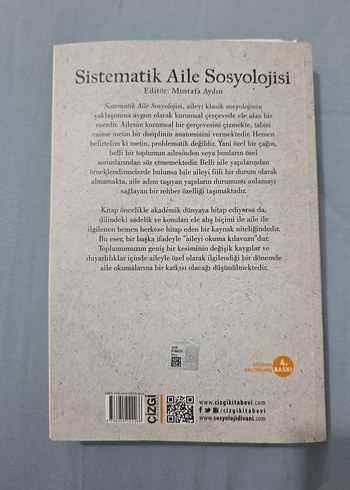 Sistematik Aile Sosyolojisi
Editör: Mustafa Aydın
Sistematik Aile Sosyolojisi, aileyi klasik sosyolojinin
yaklaşımına uygun olarak kurumsal çerçevede ele alan bir
eserdir. Ailenin kurumsal bir çerçevesini çizmekte, tabiri
caizse metin bir disiplinin anatomisini vermektedir. Hemen
belirtelim ki metin, problematik değildir. Yani özel bir çağın,
belli bir toplumun ailesinden veya bunların özel
sorunlarından söz etmemektedir. Belli aile yapılarından
örneklendirmelerde bulunsa bile aileyi fiili bir durum olarak
almamakta, aile adını taşıyan yapıların durumunu anlamayı
sağlayan bir rehber özelliği taşımaktadır.
Kitap öncelikle akademik dünyaya hitap ediyorsa da,
dilindeki sadelik ve konuları ele alış biçimi ile aile ile
ilgilenen hemen herkese hitap eden bir kaynak niteliğindedir.
Bu eser, bir başka ifadeyle "aileyi okuma kılavuzu"dur.
Toplumumuzun geniş bir kesiminin değişik kaygılar ve
duyarlılıklar içinde aileyle özel olarak ilgilendiği bir dönemde
aile okumalarına bir katkısı olacağı düşünülmektedir.
GÖZDEN
GEÇİRİLMİŞ
4.
BASKI
ÇİZGİ
KİTABEVİ
www.cizgikitabevi.com
/cizgikitabevi
www.sosyolojidivani.com